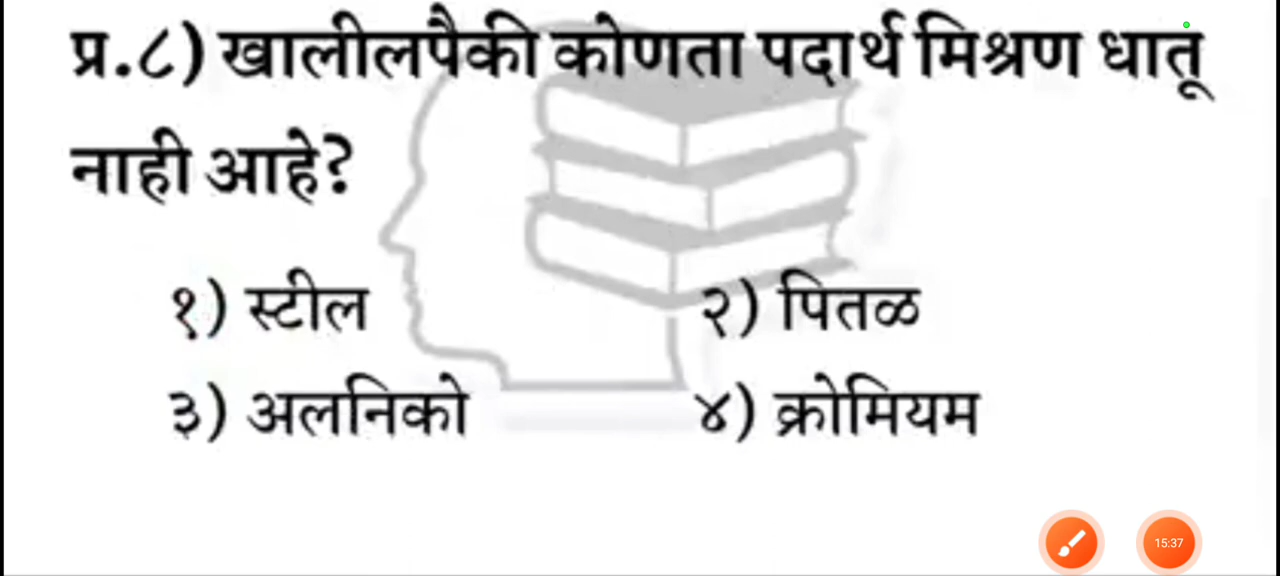 प्र.८) खालीलपैकी कोणता पदार्थ मिश्रण धातू
नाही आहे?
१) स्टील २) पितळ
३) अलनिको ४) क्रोमियम
15:37